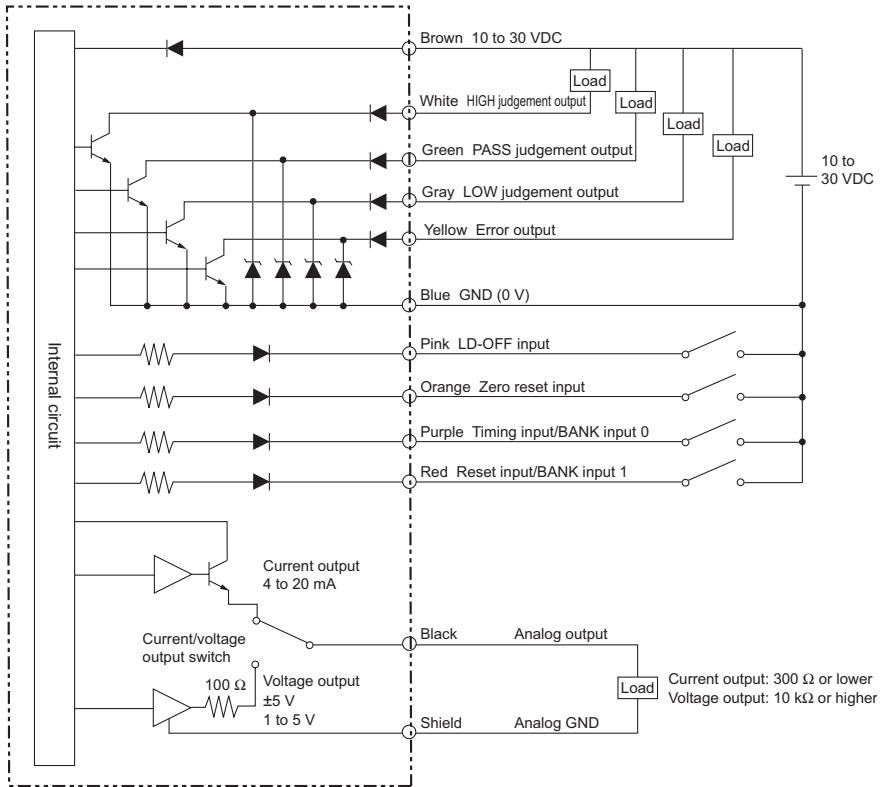 Brown 10 to 30 VDC
Load
White HIGH judgement output
Load
Load
Green PASS judgement output
Load
10 to
30 VDC
Gray LOW judgement output
Yellow Error output
Blue GND (0 V)
Internal circuit
Pink LD-OFF input
Orange Zero reset input
Purple Timing input/BANK input 0
Red Reset input/BANK input 1
Current output
4 to 20 mA
Current/voltage
output switch
Black Analog output
100 Ω
Voltage output
±5 V
1 to 5 V
Load
Current output: 300 Ω or lower
Voltage output: 10 kΩ or higher
Shield Analog GND